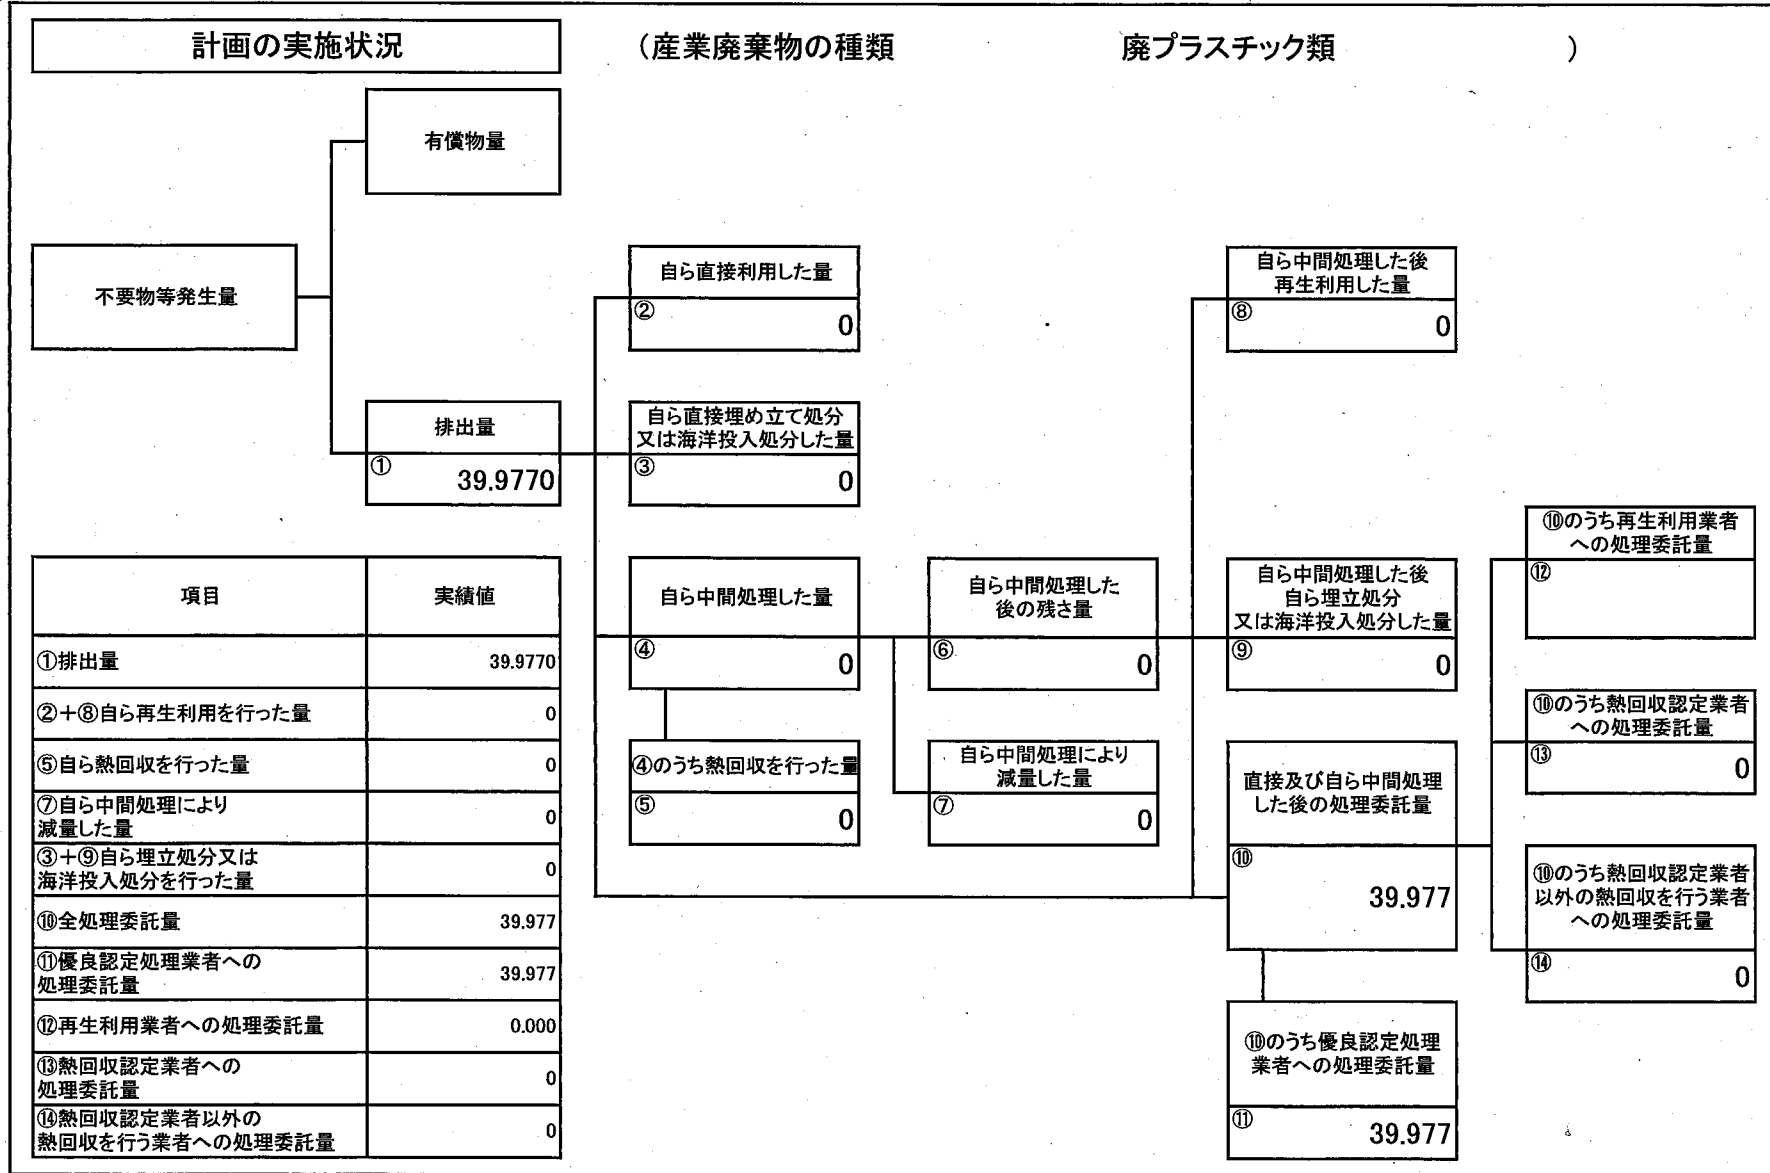 計画の実施状況
（産業廃棄物の種類　廃プラスチック類　）
有償物量
不要物等発生量
排出量
①
39.9770
自ら直接利用した量
②
0
自ら直接埋め立て処分
又は海洋投入処分した量
③
0
自ら中間処理した量
④
0
④のうち熱回収を行った量
⑤
0
自ら中間処理した
後の残さ量
⑥
0
自ら中間処理により
減量した量
⑦
0
自ら中間処理した後
再生利用した量
⑧
0
自ら中間処理した後
自ら埋立処分
又は海洋投入処分した量
⑨
0
直接及び自ら中間処理
した後の処理委託量
⑩
39.977
⑩のうち優良認定処理
業者への処理委託量
⑪
39.977
⑩のうち再生利用業者
への処理委託量
⑫
⑩のうち熱回収認定業者
への処理委託量
⑬
0
⑩のうち熱回収認定業者
以外の熱回収を行う業者
への処理委託量
⑭
0
項目　実績値
①排出量　39.9770
②＋⑧自ら再生利用を行った量　0
⑤自ら熱回収を行った量　0
⑦自ら中間処理により
減量した量　0
③＋⑨自ら埋立処分又は
海洋投入処分を行った量　0
⑩全処理委託量　39.977
⑪優良認定処理業者への
処理委託量　39.977
⑫再生利用業者への処理委託量　0.000
⑬熱回収認定業者への
処理委託量　0
⑭熱回収認定業者以外の
熱回収を行う業者への処理委託量　0